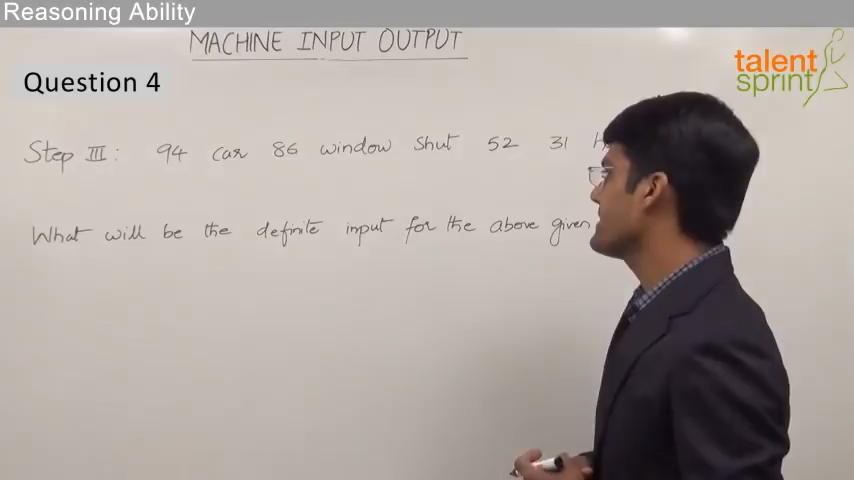 Reasoning Ability
MACHINE INPUT OUTPUT
talent
sprint
Question 4
Step III: 94 car 86 window shut 52 31
What will be the definite input for the above given